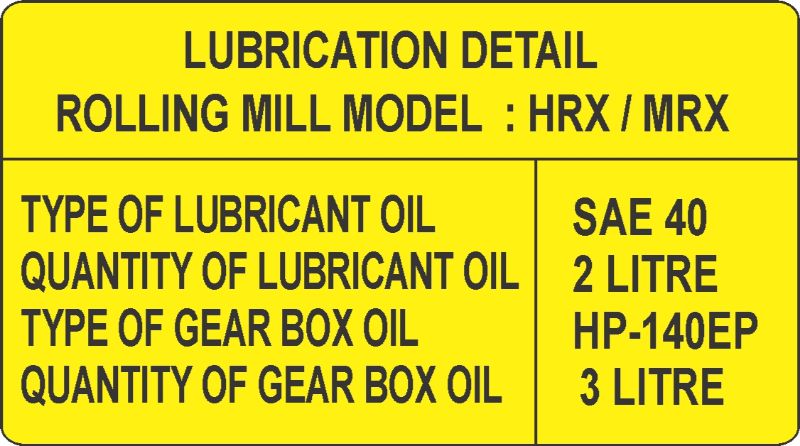 LUBRICATION DETAIL
ROLLING MILL MODEL : HRX / MRX
TYPE OF LUBRICANT OIL SAE 40
QUANTITY OF LUBRICANT OIL 2 LITRE
TYPE OF GEAR BOX OIL HP-140EP
QUANTITY OF GEAR BOX OIL 3 LITRE